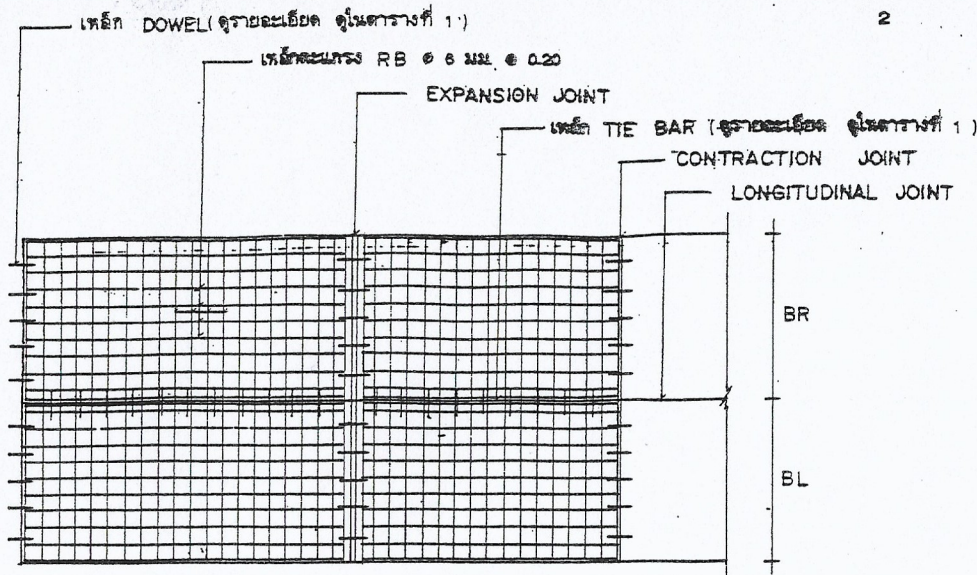 2
เหล็ก DOWEL(ดูรายละเอียด ดูในตารางที่ 1)
เหล็กตะแกรง RB ø 6 มม. @ 0.20
EXPANSION JOINT
เหล็ก TIE BAR (ดูรายละเอียด ดูในตารางที่ 1)
CONTRACTION JOINT
LONGITUDINAL JOINT
BR
BL